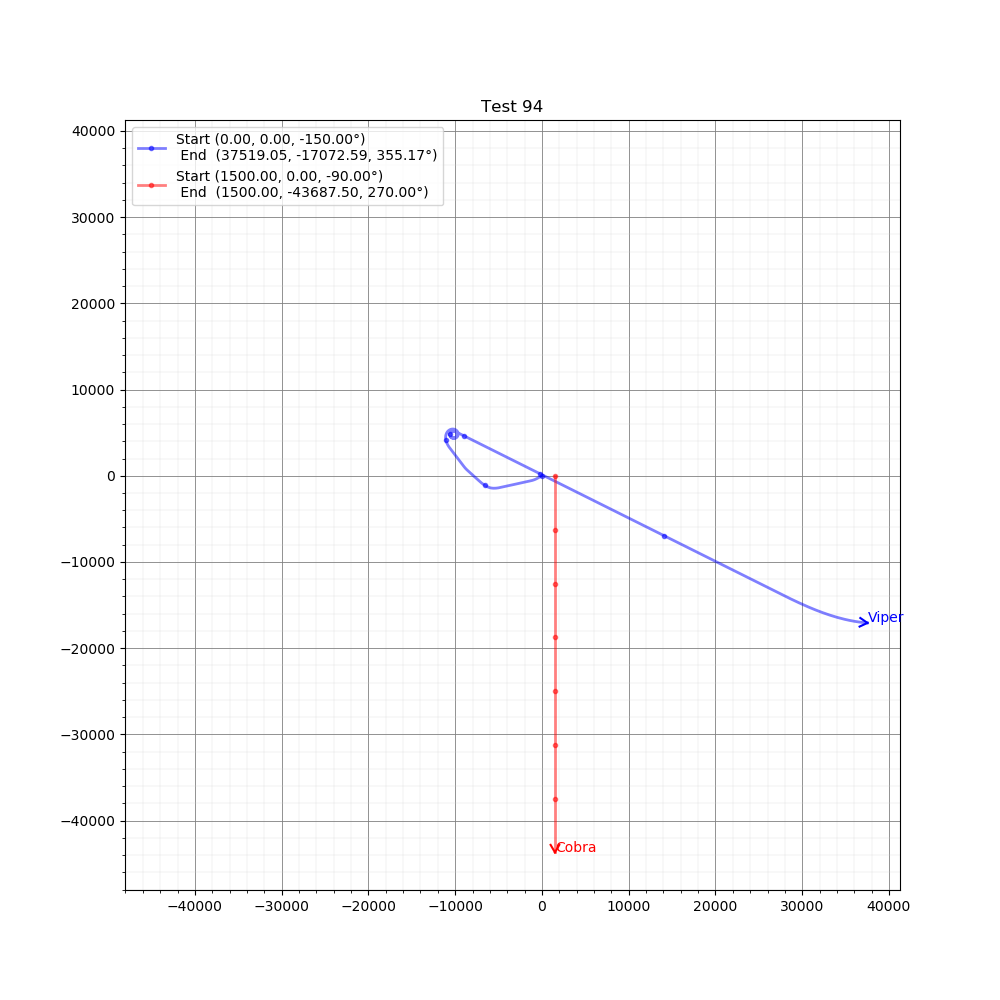 Test 94
Start (0.00, 0.00, -150.00°)
End (37519.05, -17072.59, 355.17°)
Start (1500.00, 0.00, -90.00°)
End (1500.00, -43687.50, 270.00°)
40000
30000
20000
10000
0
−10000
−20000
−30000
−40000
Viper
Cobra
−40000 −30000 −20000 −10000 0 10000 20000 30000 40000